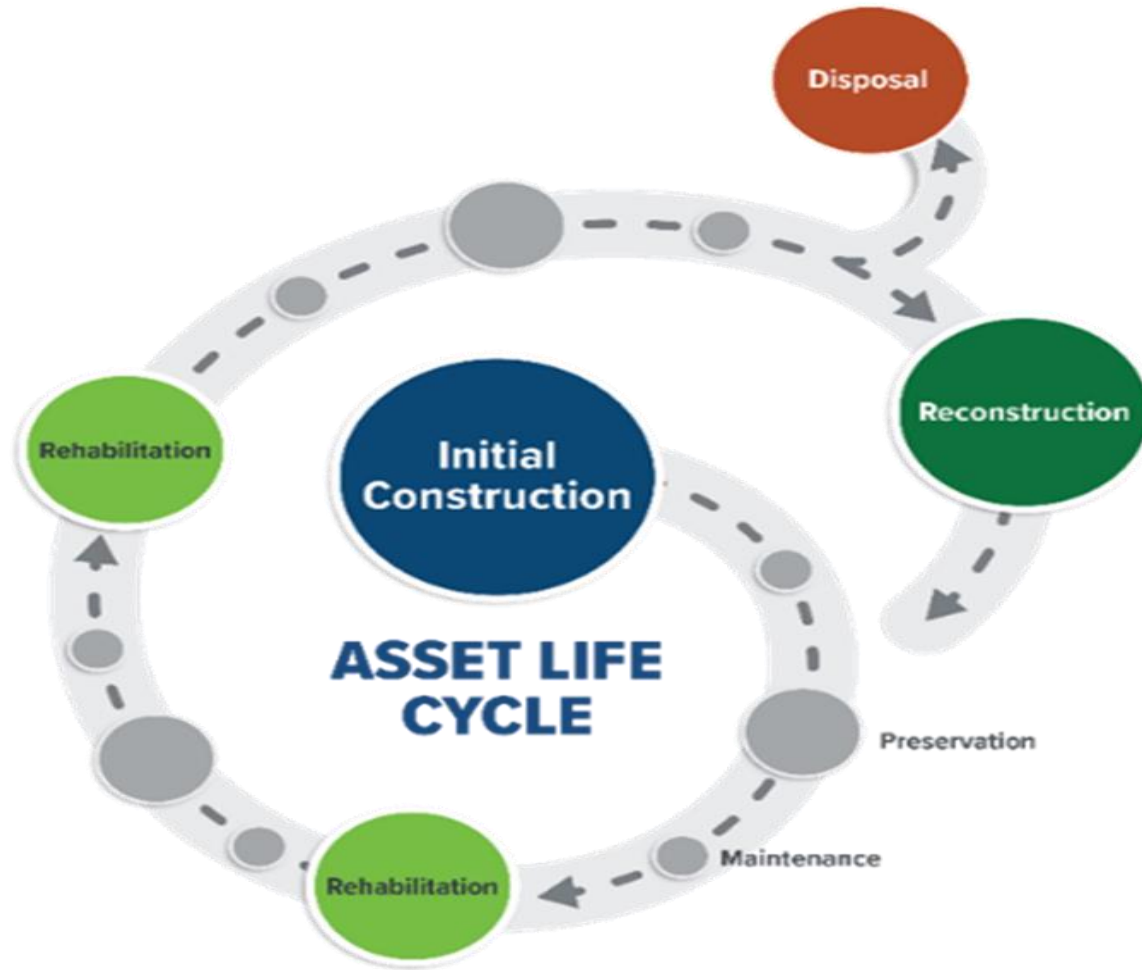 Disposal
Reconstruction
Rehabilitation
Initial
Construction
ASSET LIFE
CYCLE
Preservation
Maintenance
Rehabilitation